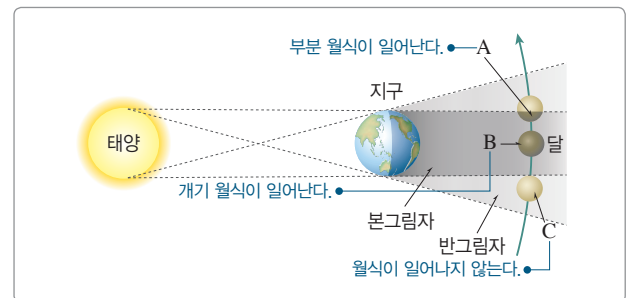 부분 월식이 일어난다.
A
지구
태양
B
달
개기 월식이 일어난다.
본그림자
반그림자
C
월식이 일어나지 않는다.